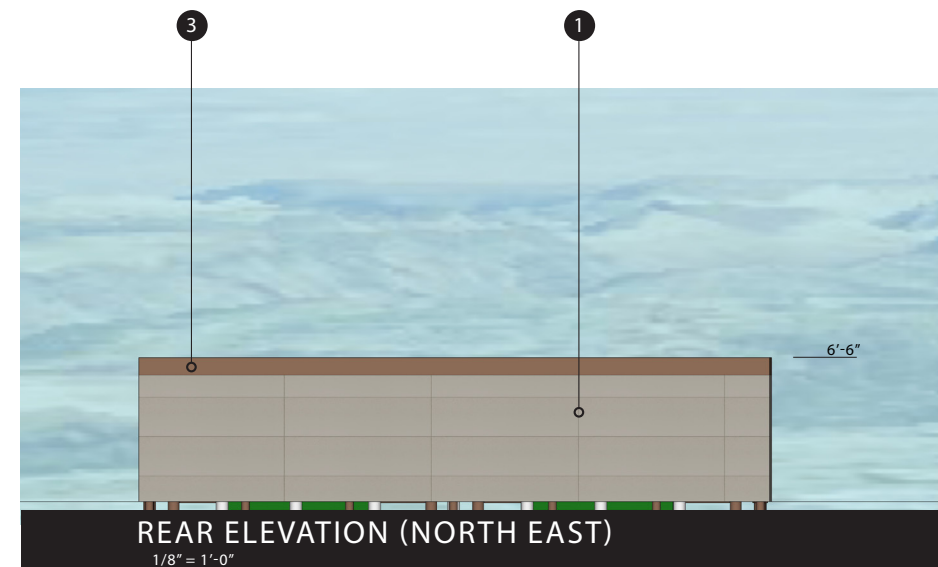 3
1
6’-6”
REAR ELEVATION (NORTH EAST)
1/8” = 1’-0”